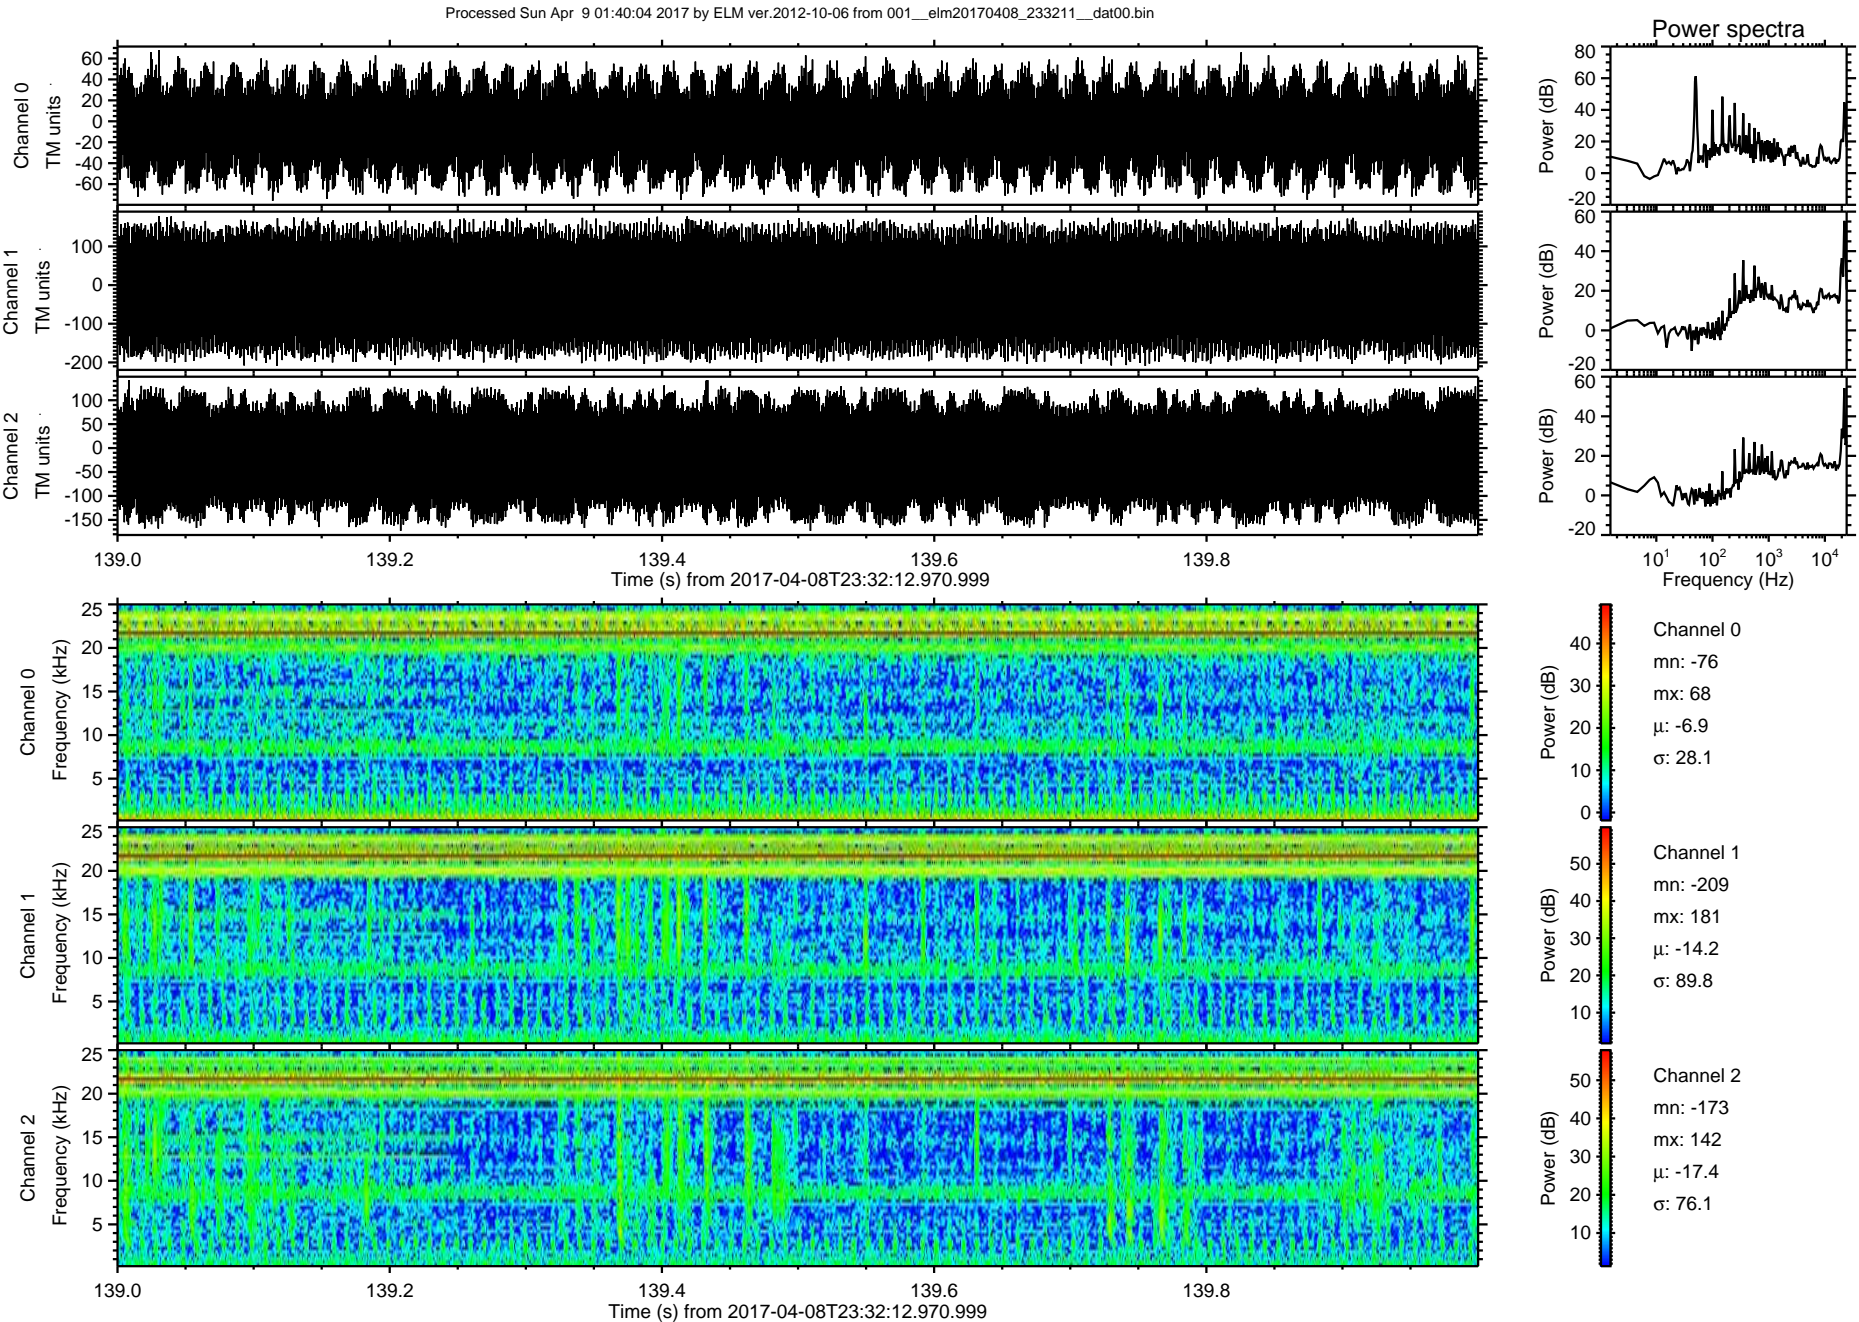 Processed Sun Apr  9 01:40:04 2017 by ELM ver.2012-10-06 from 001__elm20170408_233211__dat00.bin
Power spectra
Channel 0
TM units
60
40
20
0
-20
-40
-60
Power (dB)
80
60
40
20
0
-20
Channel 1
TM units
100
0
-100
-200
Power (dB)
60
40
20
0
-20
Channel 2
TM units
100
50
0
-50
-100
-150
Power (dB)
60
40
20
0
-20
139.0 139.2 139.4 139.6 139.8
Time (s) from 2017-04-08T23:32:12.970.999
10^1 10^2 10^3 10^4
Frequency (Hz)
Channel 0
Frequency (kHz)
25
20
15
10
5
Power (dB)
40
30
20
10
0
Channel 0
mn: -76
mx: 68
μ: -6.9
σ: 28.1
Channel 1
Frequency (kHz)
25
20
15
10
5
Power (dB)
50
40
30
20
10
Channel 1
mn: -209
mx: 181
μ: -14.2
σ: 89.8
Channel 2
Frequency (kHz)
25
20
15
10
5
Power (dB)
50
40
30
20
10
Channel 2
mn: -173
mx: 142
μ: -17.4
σ: 76.1
139.0 139.2 139.4 139.6 139.8
Time (s) from 2017-04-08T23:32:12.970.999